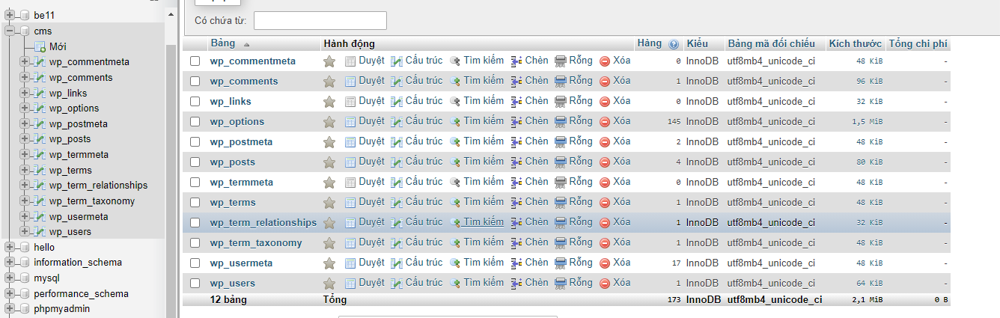 be11
cms
Mới
wp_commentmeta
wp_comments
wp_links
wp_options
wp_postmeta
wp_posts
wp_termmeta
wp_terms
wp_term_relationships
wp_term_taxonomy
wp_usermeta
wp_users
hello
information_schema
mysql
performance_schema
phpmyadmin
Có chứa từ:
Bảng Hành động Hàng Kiểu Bảng mã đối chiếu Kích thước Tổng chi phí
wp_commentmeta Duyệt Cấu trúc Tìm kiếm Chèn Rỗng Xóa 0 InnoDB utf8mb4_unicode_ci 48 KiB -
wp_comments Duyệt Cấu trúc Tìm kiếm Chèn Rỗng Xóa 1 InnoDB utf8mb4_unicode_ci 96 KiB -
wp_links Duyệt Cấu trúc Tìm kiếm Chèn Rỗng Xóa 0 InnoDB utf8mb4_unicode_ci 32 KiB -
wp_options Duyệt Cấu trúc Tìm kiếm Chèn Rỗng Xóa 145 InnoDB utf8mb4_unicode_ci 1,5 MiB -
wp_postmeta Duyệt Cấu trúc Tìm kiếm Chèn Rỗng Xóa 2 InnoDB utf8mb4_unicode_ci 48 KiB -
wp_posts Duyệt Cấu trúc Tìm kiếm Chèn Rỗng Xóa 4 InnoDB utf8mb4_unicode_ci 80 KiB -
wp_termmeta Duyệt Cấu trúc Tìm kiếm Chèn Rỗng Xóa 0 InnoDB utf8mb4_unicode_ci 48 KiB -
wp_terms Duyệt Cấu trúc Tìm kiếm Chèn Rỗng Xóa 1 InnoDB utf8mb4_unicode_ci 48 KiB -
wp_term_relationships Duyệt Cấu trúc Tìm kiếm Chèn Rỗng Xóa 1 InnoDB utf8mb4_unicode_ci 32 KiB -
wp_term_taxonomy Duyệt Cấu trúc Tìm kiếm Chèn Rỗng Xóa 1 InnoDB utf8mb4_unicode_ci 48 KiB -
wp_usermeta Duyệt Cấu trúc Tìm kiếm Chèn Rỗng Xóa 17 InnoDB utf8mb4_unicode_ci 48 KiB -
wp_users Duyệt Cấu trúc Tìm kiếm Chèn Rỗng Xóa 1 InnoDB utf8mb4_unicode_ci 64 KiB -
12 bảng Tổng 173 InnoDB utf8mb4_unicode_ci 2,1 MiB 0 B